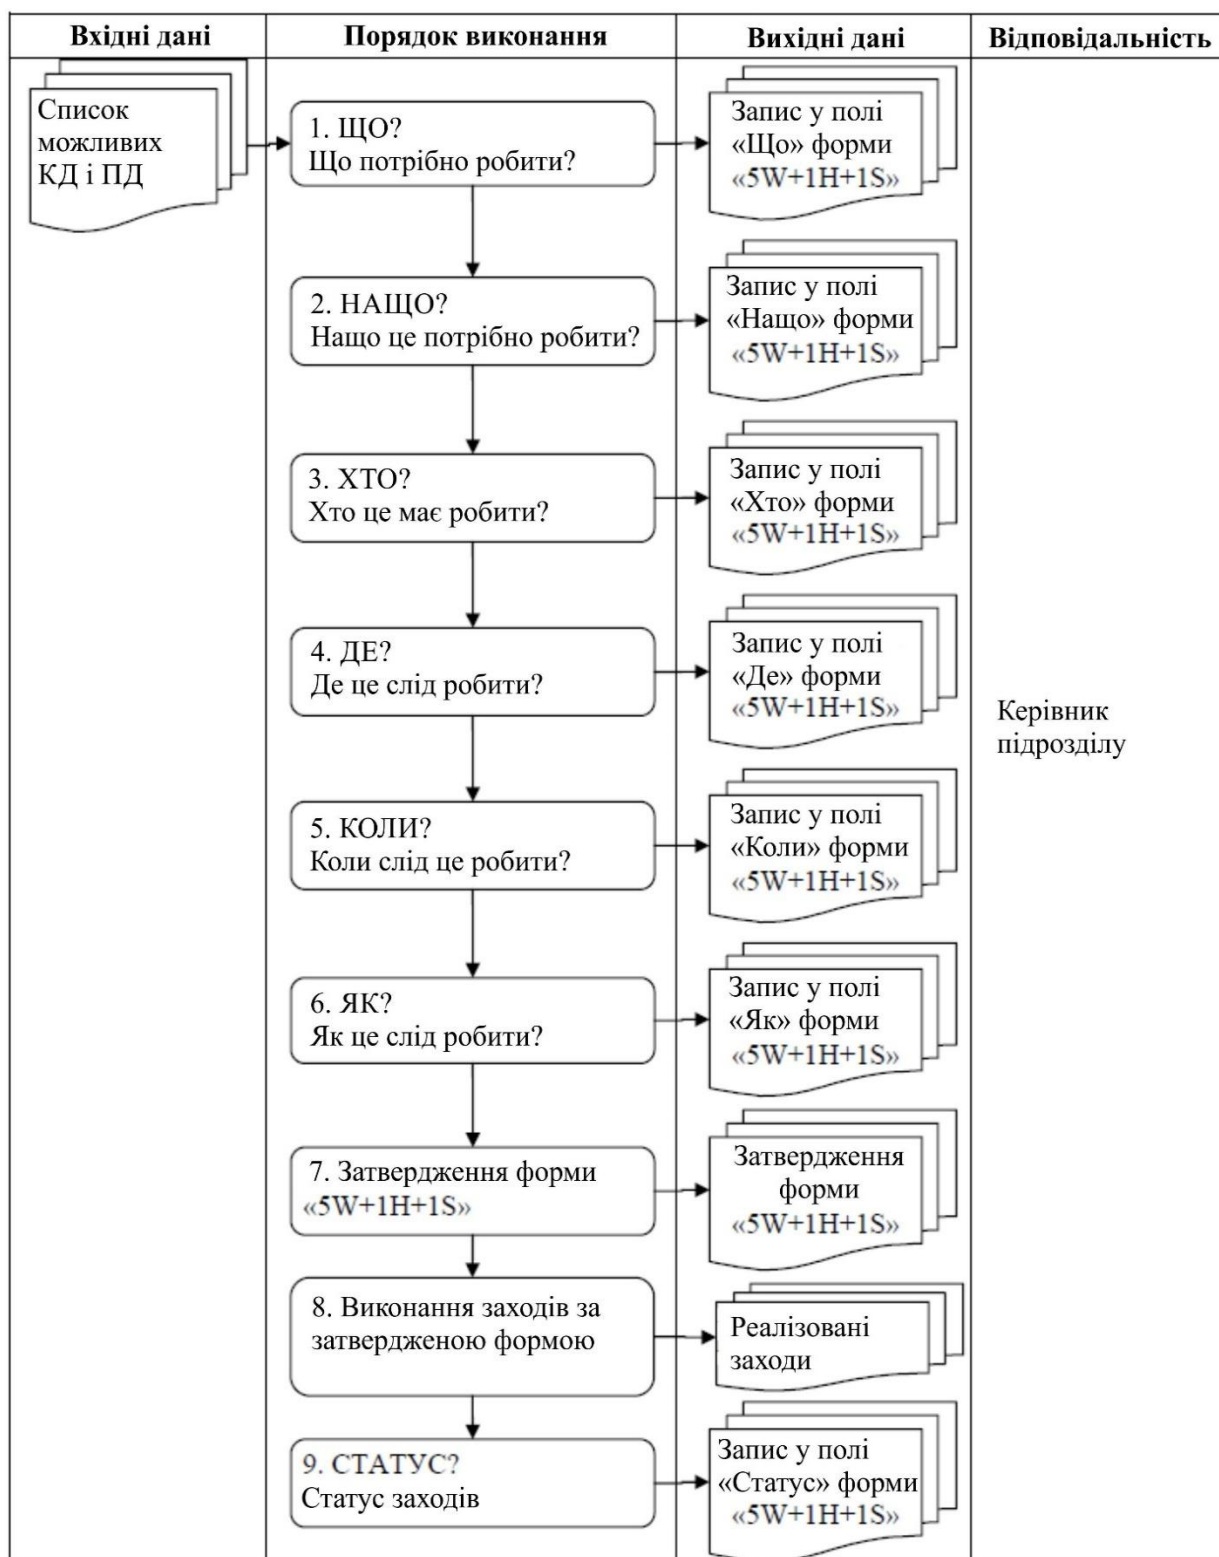 Вхідні дані
Порядок виконання
Вихідні дані
Відповідальність
Список
можливих
КД і ПД
1. ЩО?
Що потрібно робити?
Запис у полі
«Що» форми
«5W+1H+1S»
2. НАЩО?
Нащо це потрібно робити?
Запис у полі
«Нащо» форми
«5W+1H+1S»
3. ХТО?
Хто це має робити?
Запис у полі
«Хто» форми
«5W+1H+1S»
4. ДЕ?
Де це слід робити?
Запис у полі
«Де» форми
«5W+1H+1S»
Керівник
підрозділу
5. КОЛИ?
Коли слід це робити?
Запис у полі
«Коли» форми
«5W+1H+1S»
6. ЯК?
Як це слід робити?
Запис у полі
«Як» форми
«5W+1H+1S»
7. Затвердження форми
«5W+1H+1S»
Затвердження
форми
«5W+1H+1S»
8. Виконання заходів за
затвердженою формою
Реалізовані
заходи
9. СТАТУС?
Статус заходів
Запис у полі
«Статус» форми
«5W+1H+1S»